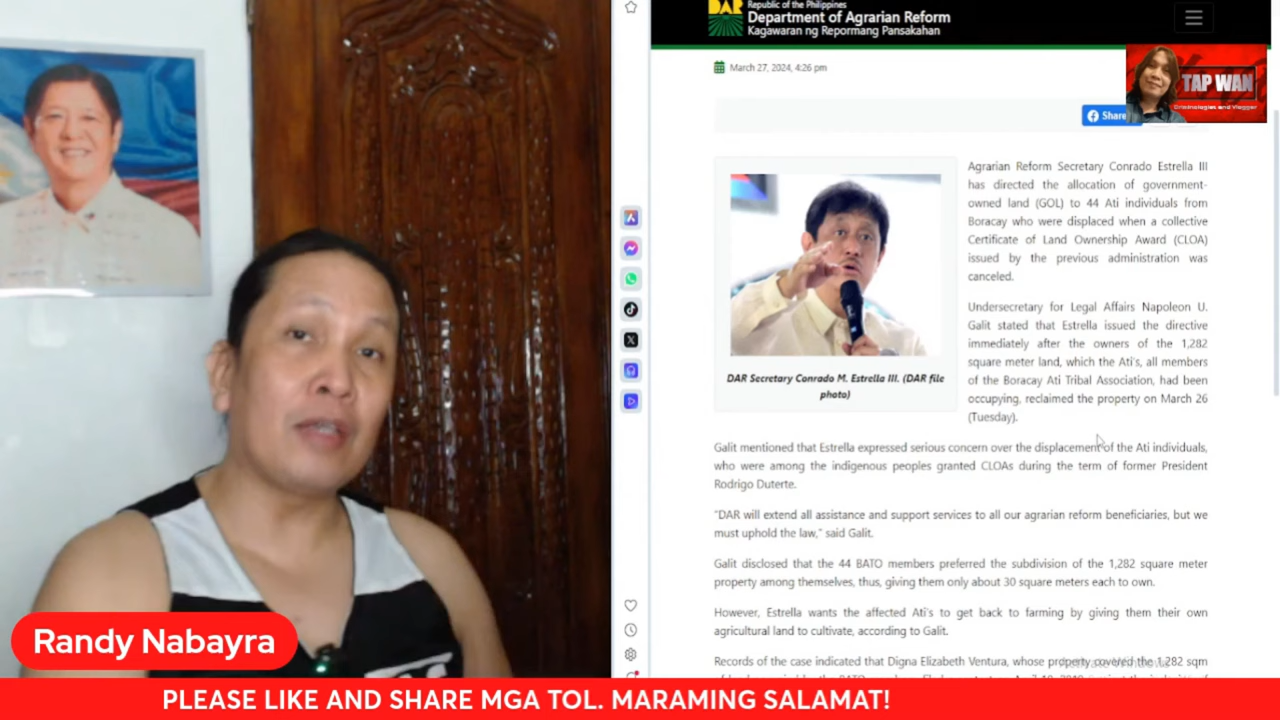 Republic of the Philippines
Department of Agrarian Reform
Kagawaran ng Repormang Pansakahan
DAR
March 27, 2024, 4:26 pm
TAP WAN
Criminologist and Vlogger
Share
Agrarian Reform Secretary Conrado Estrella III
has directed the allocation of government-
owned land (GOL) to 44 Ati individuals from
Boracay who were displaced when a collective
Certificate of Land Ownership Award (CLOA)
issued by the previous administration was
canceled.
Undersecretary for Legal Affairs Napoleon U.
Galit stated that Estrella issued the directive
immediately after the owners of the 1,282
square meter land, which the Ati's, all members
of the Boracay Ati Tribal Association, had been
occupying, reclaimed the property on March 26
(Tuesday).
DAR Secretary Conrado M. Estrella III. (DAR file
photo)
Galit mentioned that Estrella expressed serious concern over the displacement of the Ati individuals,
who were among the indigenous peoples granted CLOAs during the term of former President
Rodrigo Duterte.
“DAR will extend all assistance and support services to all our agrarian reform beneficiaries, but we
must uphold the law,” said Galit.
Galit disclosed that the 44 BATO members preferred the subdivision of the 1,282 square meter
property among themselves, thus, giving them only about 30 square meters each to own.
However, Estrella wants the affected Ati's to get back to farming by giving them their own
agricultural land to cultivate, according to Galit.
Records of the case indicated that Digna Elizabeth Ventura, whose property covered the 1,282 sqm
Randy Nabayra
PLEASE LIKE AND SHARE MGA TOL. MARAMING SALAMAT!